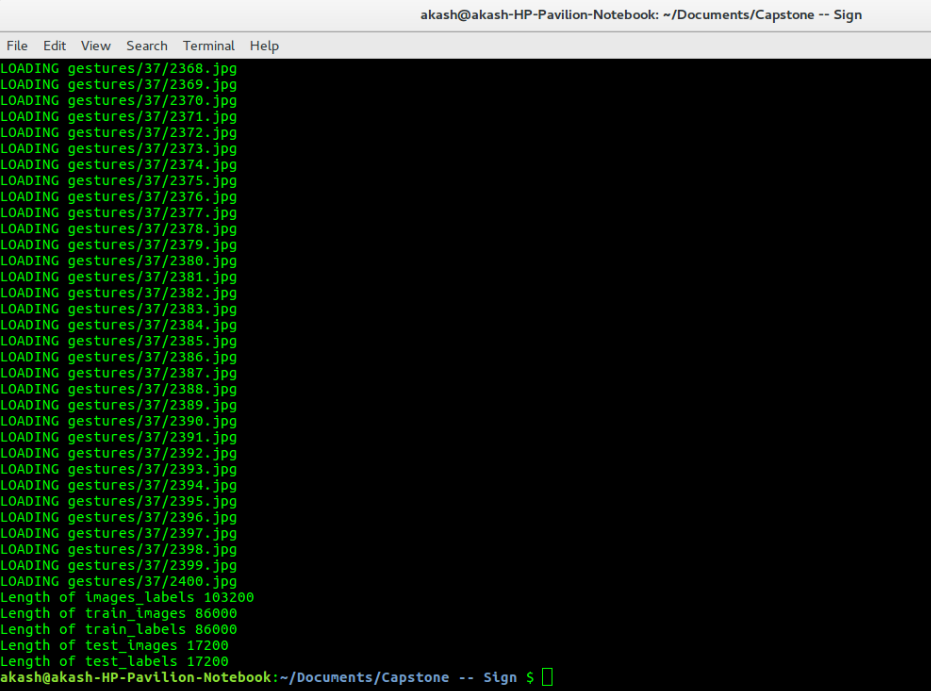 akash@akash-HP-Pavilion-Notebook: ~/Documents/Capstone -- Sign
File Edit View Search Terminal Help
LOADING gestures/37/2368.jpg
LOADING gestures/37/2369.jpg
LOADING gestures/37/2370.jpg
LOADING gestures/37/2371.jpg
LOADING gestures/37/2372.jpg
LOADING gestures/37/2373.jpg
LOADING gestures/37/2374.jpg
LOADING gestures/37/2375.jpg
LOADING gestures/37/2376.jpg
LOADING gestures/37/2377.jpg
LOADING gestures/37/2378.jpg
LOADING gestures/37/2379.jpg
LOADING gestures/37/2380.jpg
LOADING gestures/37/2381.jpg
LOADING gestures/37/2382.jpg
LOADING gestures/37/2383.jpg
LOADING gestures/37/2384.jpg
LOADING gestures/37/2385.jpg
LOADING gestures/37/2386.jpg
LOADING gestures/37/2387.jpg
LOADING gestures/37/2388.jpg
LOADING gestures/37/2389.jpg
LOADING gestures/37/2390.jpg
LOADING gestures/37/2391.jpg
LOADING gestures/37/2392.jpg
LOADING gestures/37/2393.jpg
LOADING gestures/37/2394.jpg
LOADING gestures/37/2395.jpg
LOADING gestures/37/2396.jpg
LOADING gestures/37/2397.jpg
LOADING gestures/37/2398.jpg
LOADING gestures/37/2399.jpg
LOADING gestures/37/2400.jpg
Length of images_labels 103200
Length of train_images 86000
Length of train_labels 86000
Length of test_images 17200
Length of test_labels 17200
akash@akash-HP-Pavilion-Notebook:~/Documents/Capstone -- Sign $